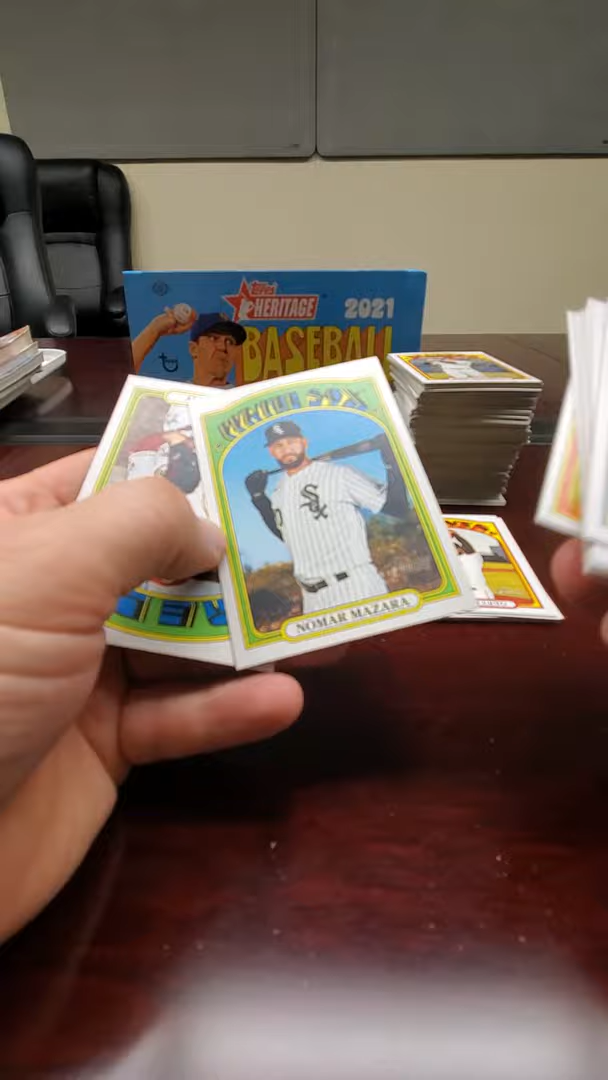 Topps
HERITAGE
2021
BASEBALL
WHITE SOX
NOMAR MAZARA